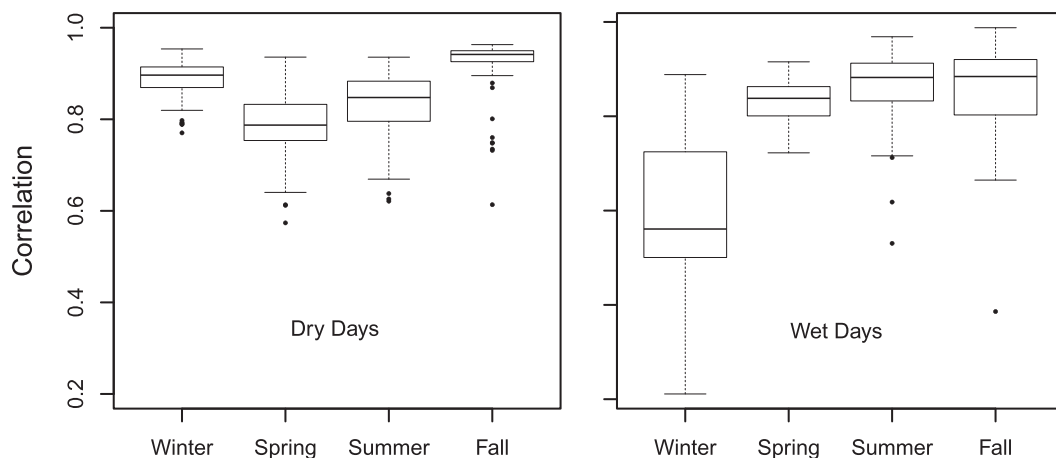 Correlation
1.0
0.8
0.6
0.4
0.2
Dry Days
Winter Spring Summer Fall
Wet Days
Winter Spring Summer Fall